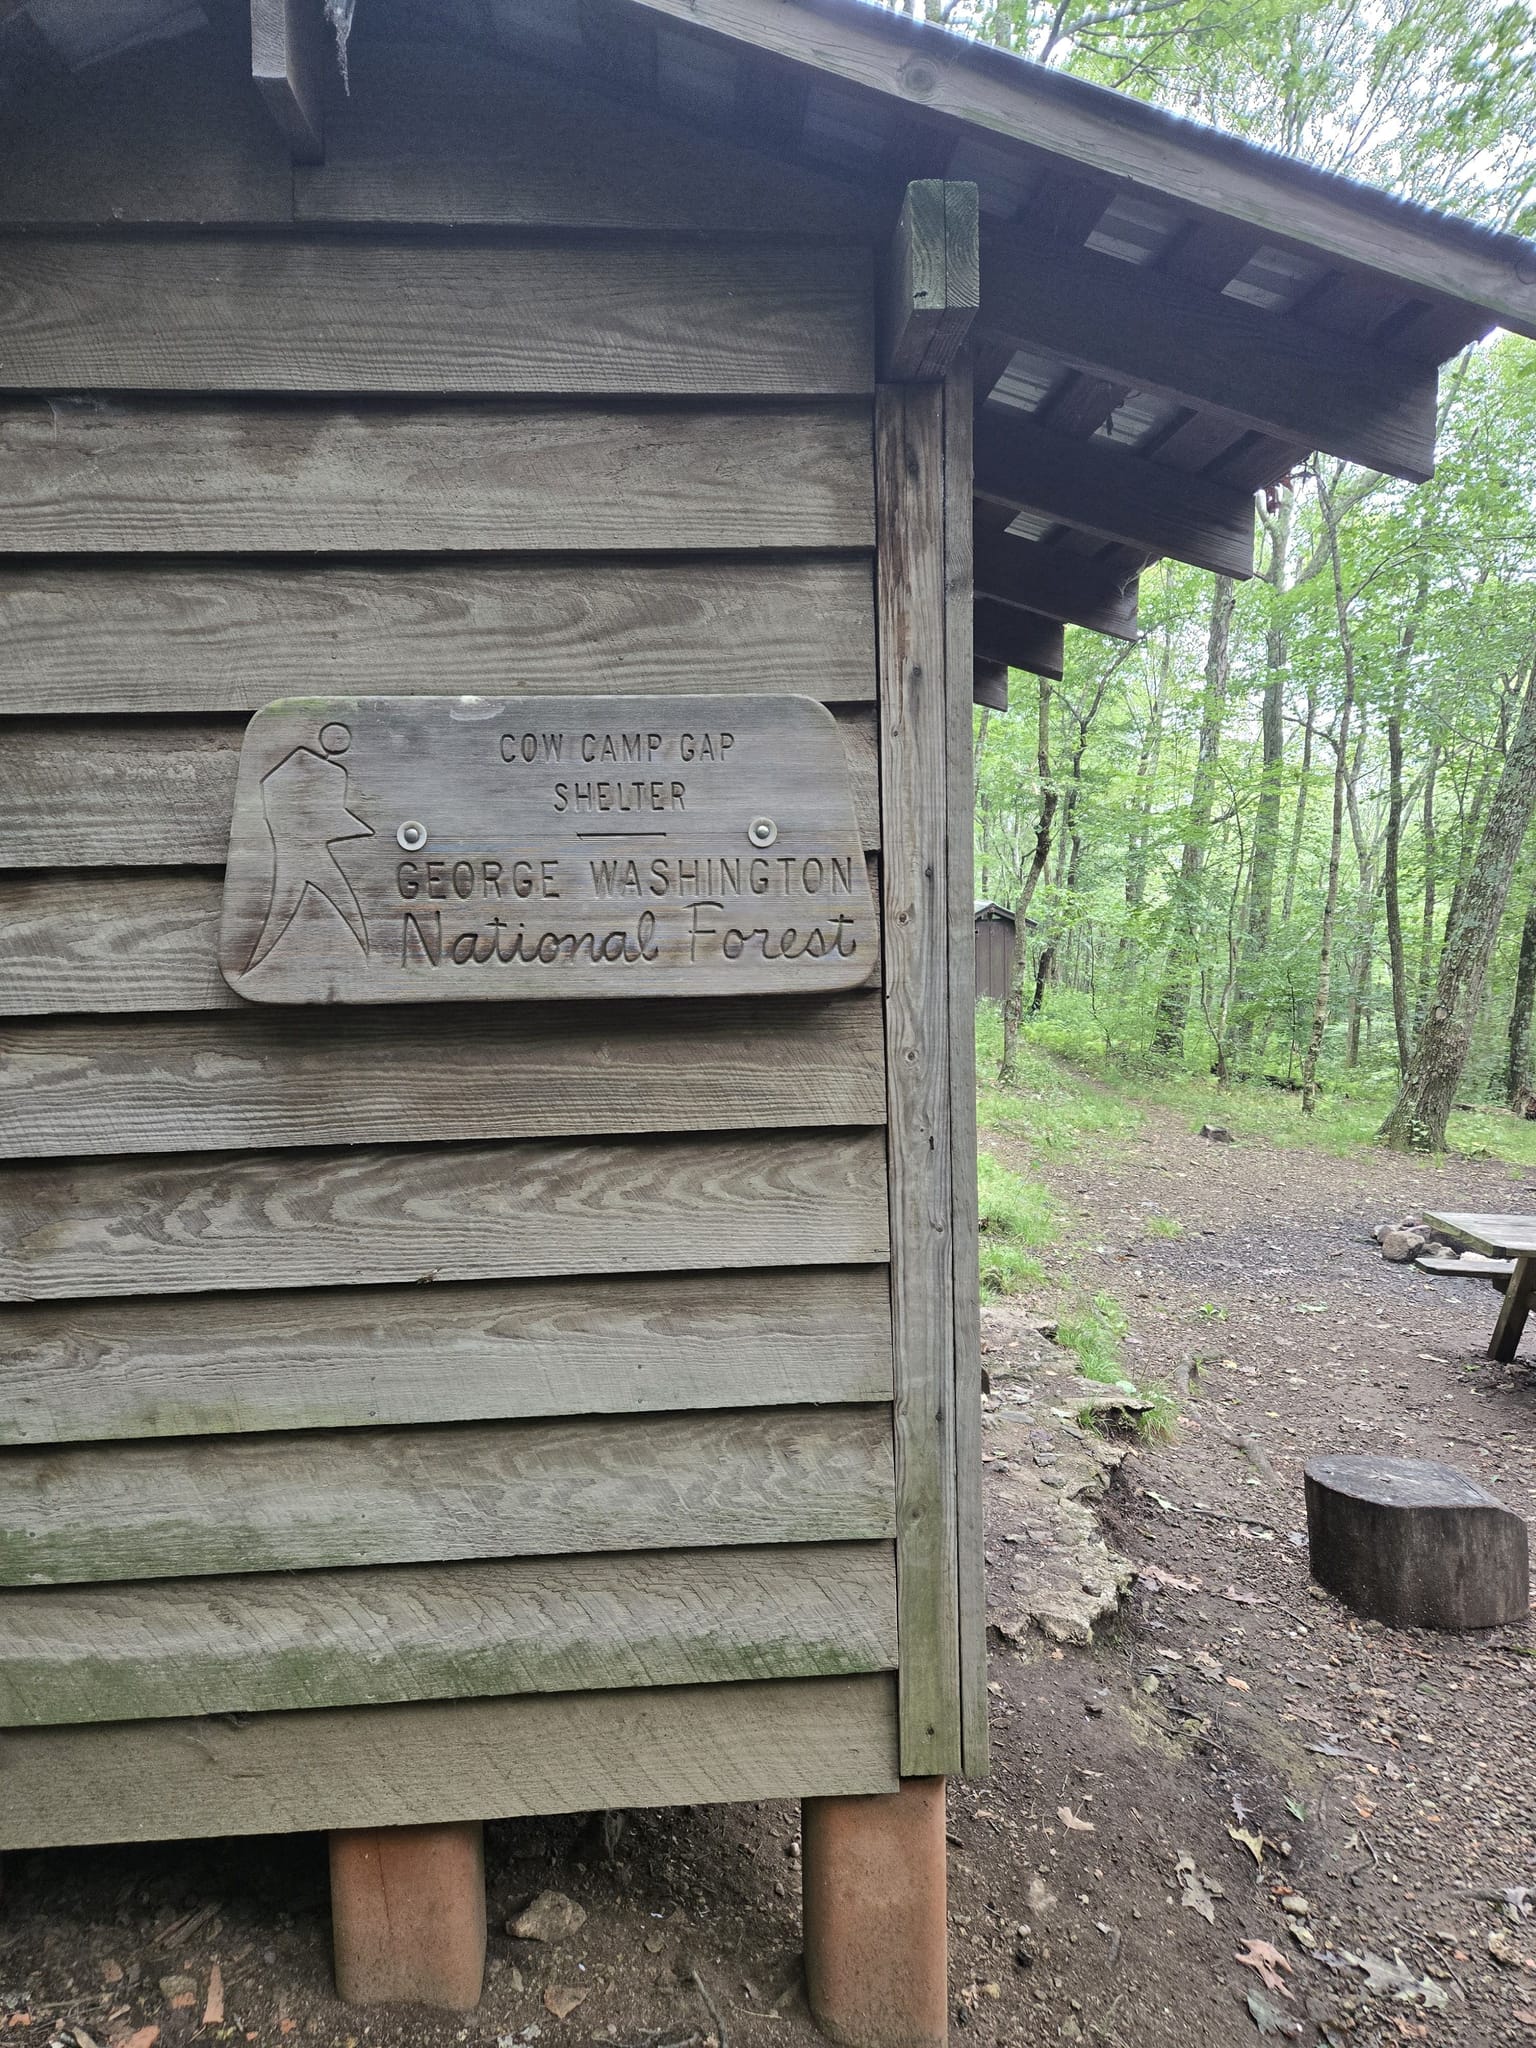 COW CAMP GAP
SHELTER
GEORGE WASHINGTON
National Forest